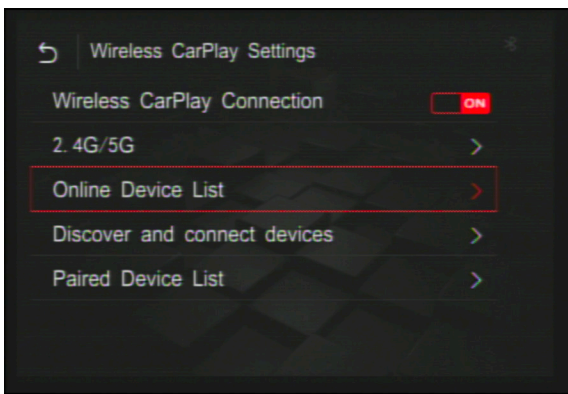 Wireless CarPlay Settings
Wireless CarPlay Connection ON
2. 4G/5G
Online Device List
Discover and connect devices
Paired Device List